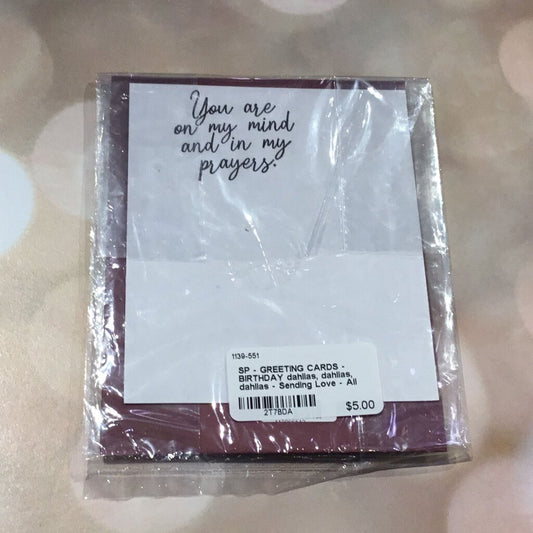 You are
on my mind
and in my
prayers.
1139-551
SP - GREETING CARDS -
BIRTHDAY dahlias, dahlias,
dahlias - Sending Love - All
2T7BDA
$5.00